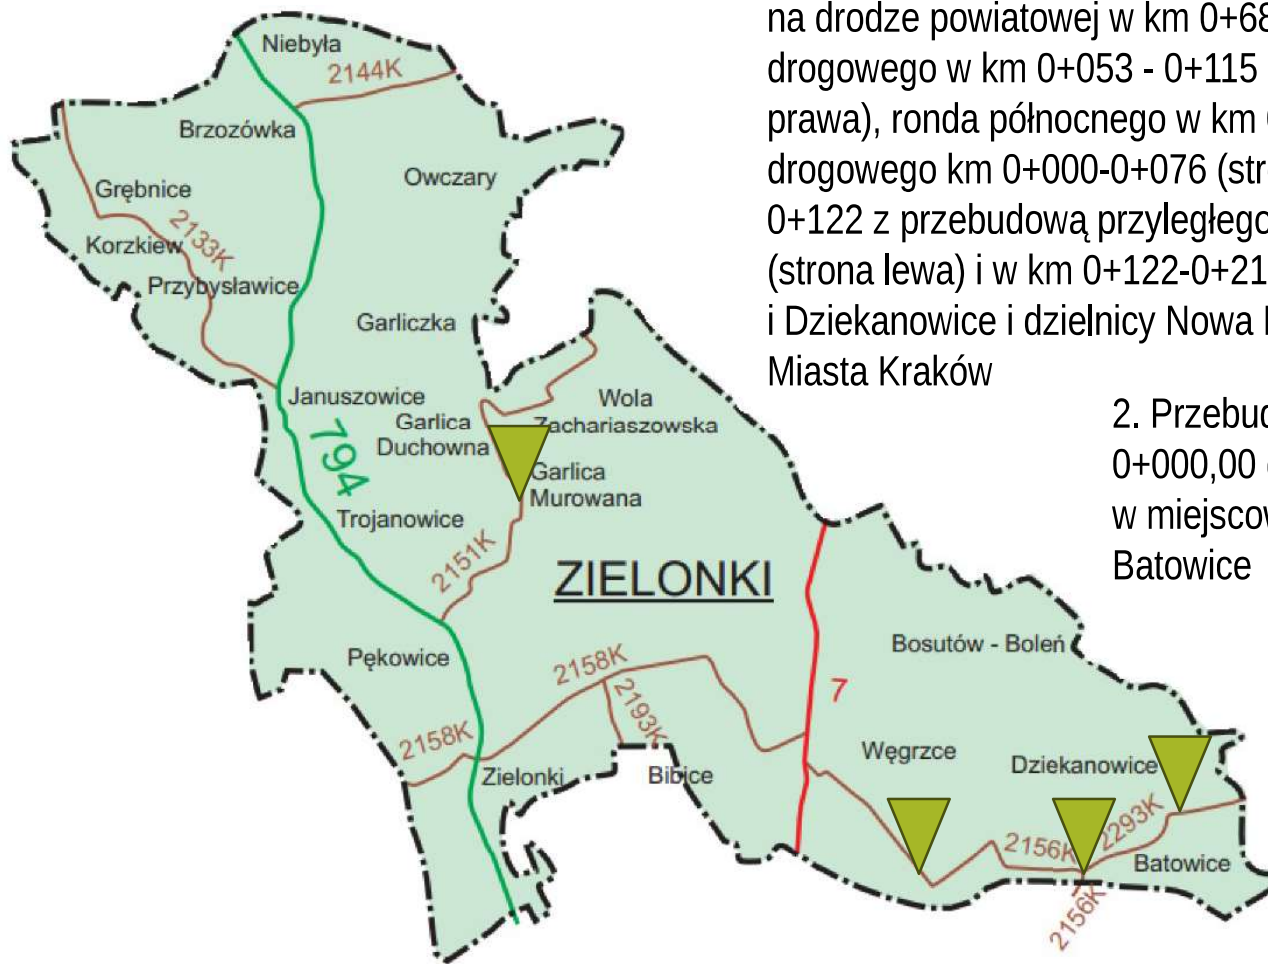 na drodze powiatowej w km 0+68
drogowego w km 0+053 - 0+115
prawa), ronda północnego w km
drogowego km 0+000-0+076 (str
0+122 z przebudową przyległego
(strona lewa) i w km 0+122-0+21
i Dziekanowice i dzielnicy Nowa
Miasta Kraków
2. Przebud
0+000,00
w miejscow
Batowice
Niebyła
2144K
Brzozówka
Owczary
Grębnice
2133K
Korzkiew
Przybysławice
Garliczka
Januszowice
Wola
Zachariaszowska
Garlica
Duchowna
794
Garlica
Murowana
Trojanowice
2151K
ZIELONKI
Bosutów - Boleń
Pękowice
2158K
7
2193K
2158K
Węgrzce
Dziekanowice
Zielonki
Bibice
2293K
2156K
Batowice
2156K